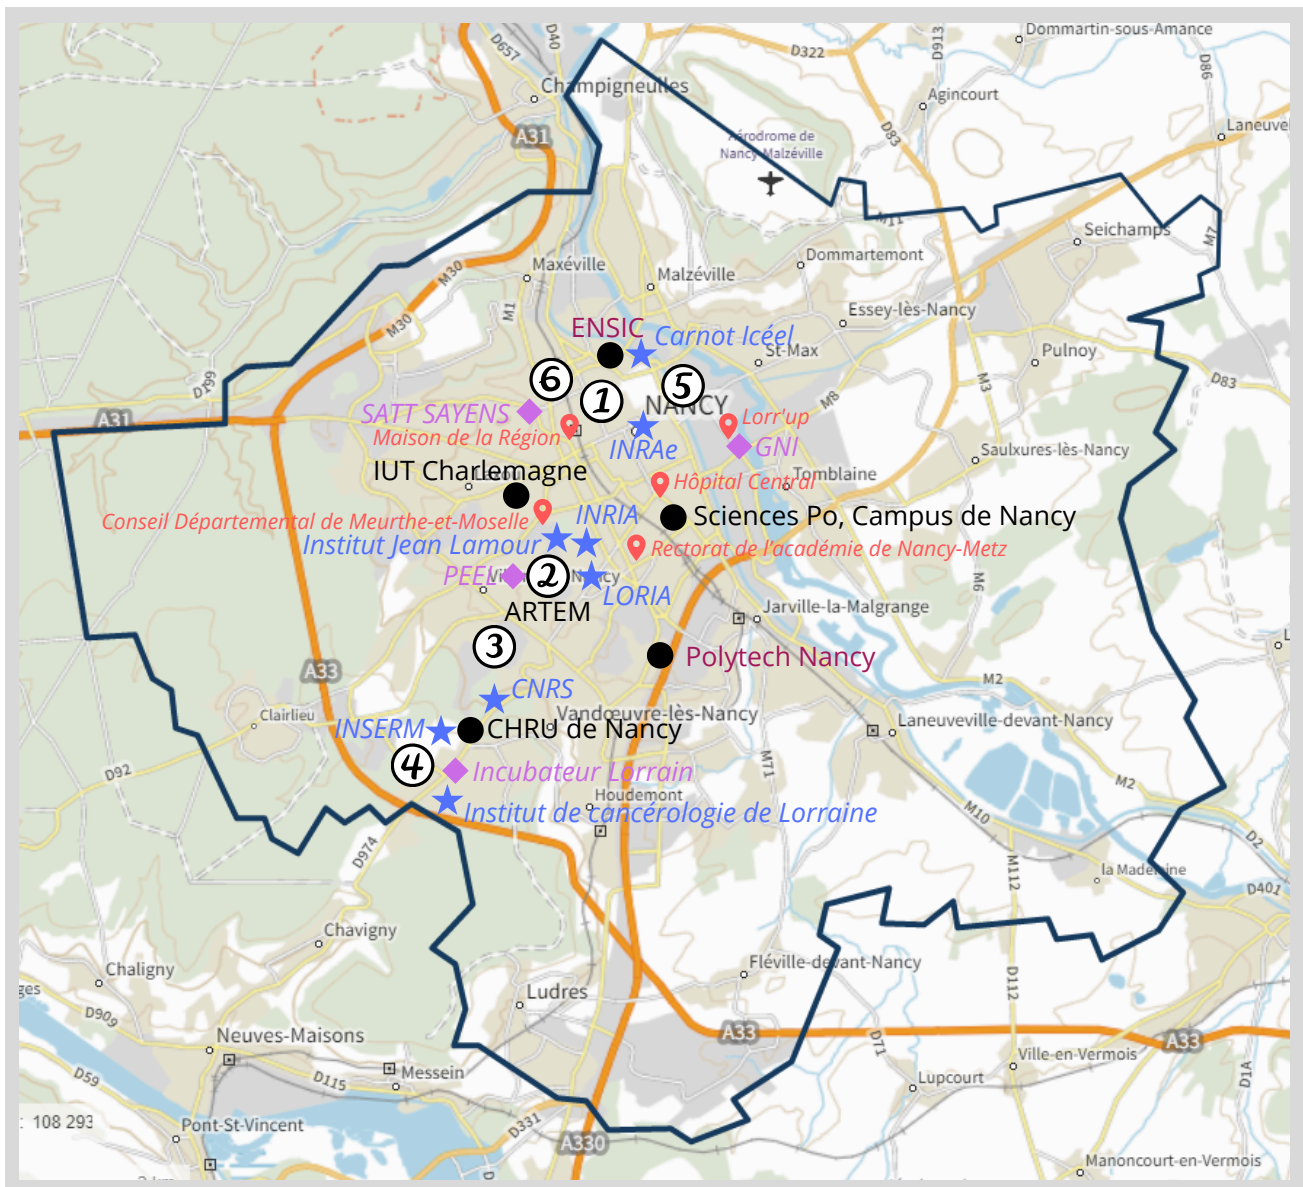 D657
D40
D322
D913
Dommartin-sous-Amance
D86
Champigneulles
Agincourt
Laneuve
A31
Aérodrome de
Nancy-Malzéville
D83
M11
Seichamps
M7
M30
Maxéville
Malzéville
Dommartemont
M30
M1
Essey-lès-Nancy
ENSIC
Carnot Icéel
St-Max
Pulnoy
D199
6
5
1
M3
D83
M8
NANCY
A31
SATT SAYENS
Lorr'up
Maison de la Région
INRAe
GNI
Saulxures-lès-Nancy
IUT Charlemagne
Tomblaine
Hôpital Central
INRIA
Sciences Po, Campus de Nancy
Conseil Départemental de Meurthe-et-Moselle
Institut Jean Lamour
Rectorat de l'académie de Nancy-Metz
PEEL
2
Nancy
M6
LORIA
ARTEM
Jarville-la-Malgrange
3
Polytech Nancy
A33
M2
CNRS
Clairlieu
Vandœuvre-lès-Nancy
Laneuveville-devant-Nancy
INSERM
CHRU de Nancy
4
M71
D92
Incubateur Lorrain
M2
Houdemont
Institut de cancérologie de Lorraine
M10
D2
D974
M112
la Madeleine
D401
Chavigny
Chaligny
Fléville-devant-Nancy
ges
D112
Ludres
D909
Neuves-Maisons
A33
D71
A33
Ville-en-Vermois
D59
D115
Messein
Lupcourt
D1A
: 108 293
Pont-St-Vincent
D331
A330
Manoncourt-en-Vermois